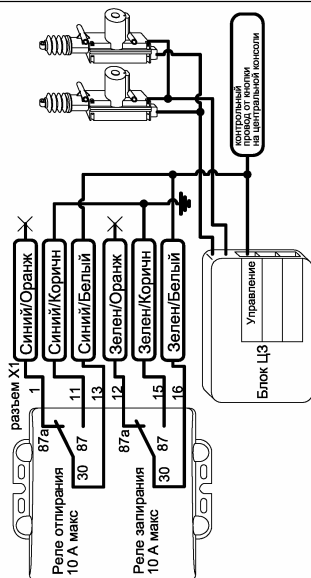 контрольный
провод от кнопки
на центральной консоли
разъем X1
Синий/Оранж
Синий/Коричн
Синий/Белый
Зелен/Оранж
Зелен/Коричн
Зелен/Белый
1
11
13
12
15
16
87a
87
30
87a
87
30
Реле отпирания
10 А макс
Реле запирания
10 А макс
Управление
Блок ЦЗ